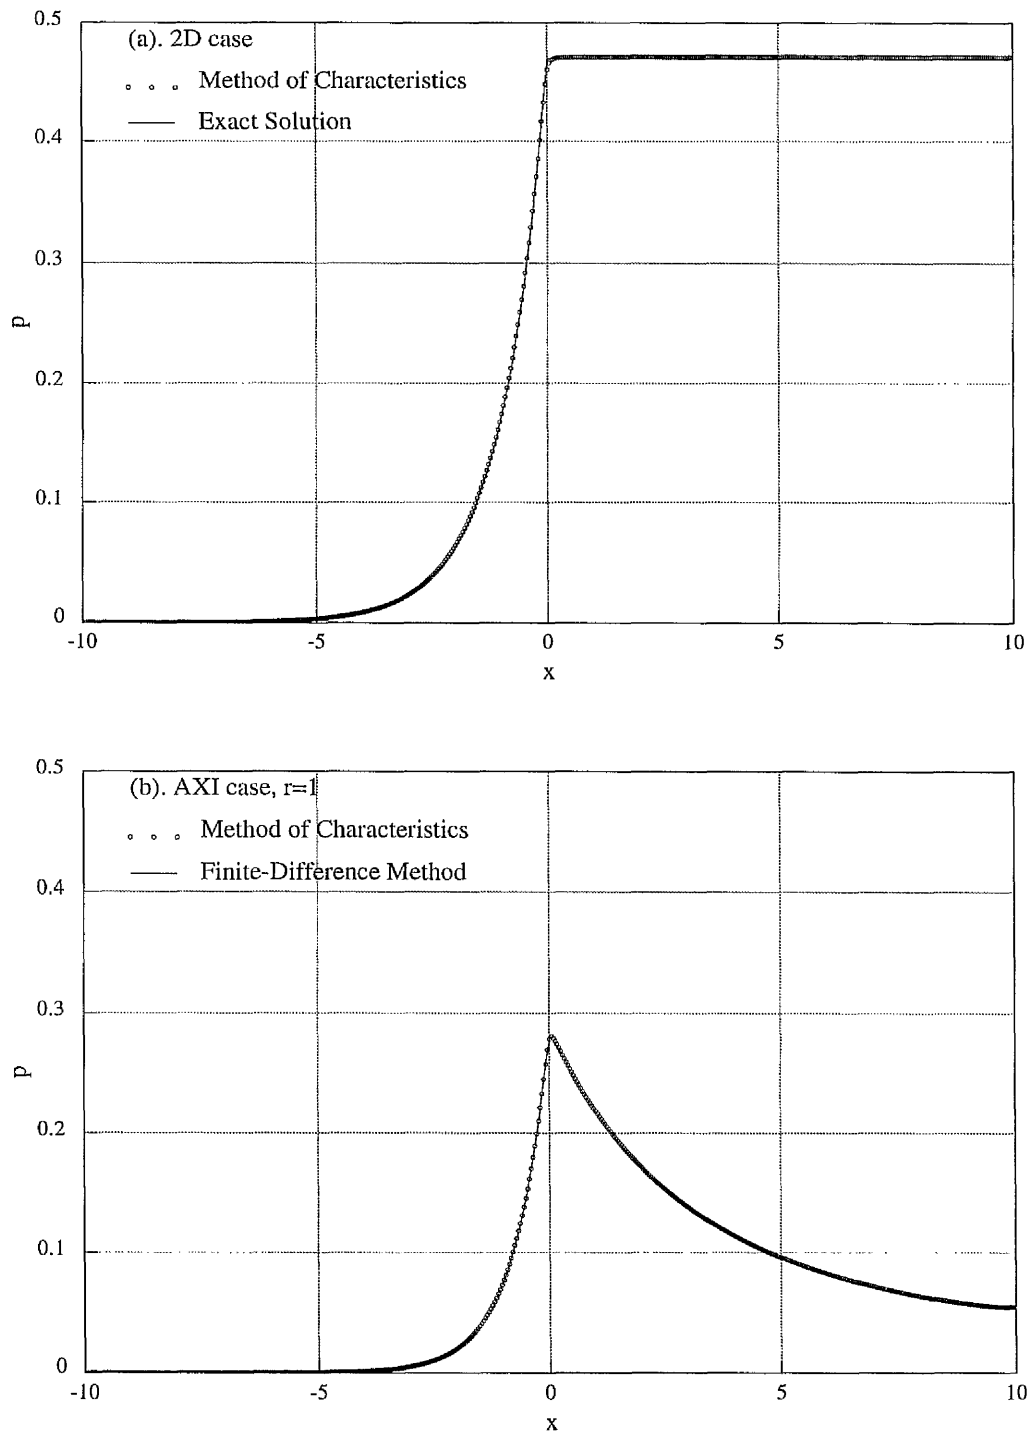 0.5
(a). 2D case
Method of Characteristics
Exact Solution
0.4
0.3
p
0.2
0.1
0
-10 -5 0 5 10
x
0.5
(b). AXI case, r=1
Method of Characteristics
Finite-Difference Method
0.4
0.3
p
0.2
0.1
0
-10 -5 0 5 10
x